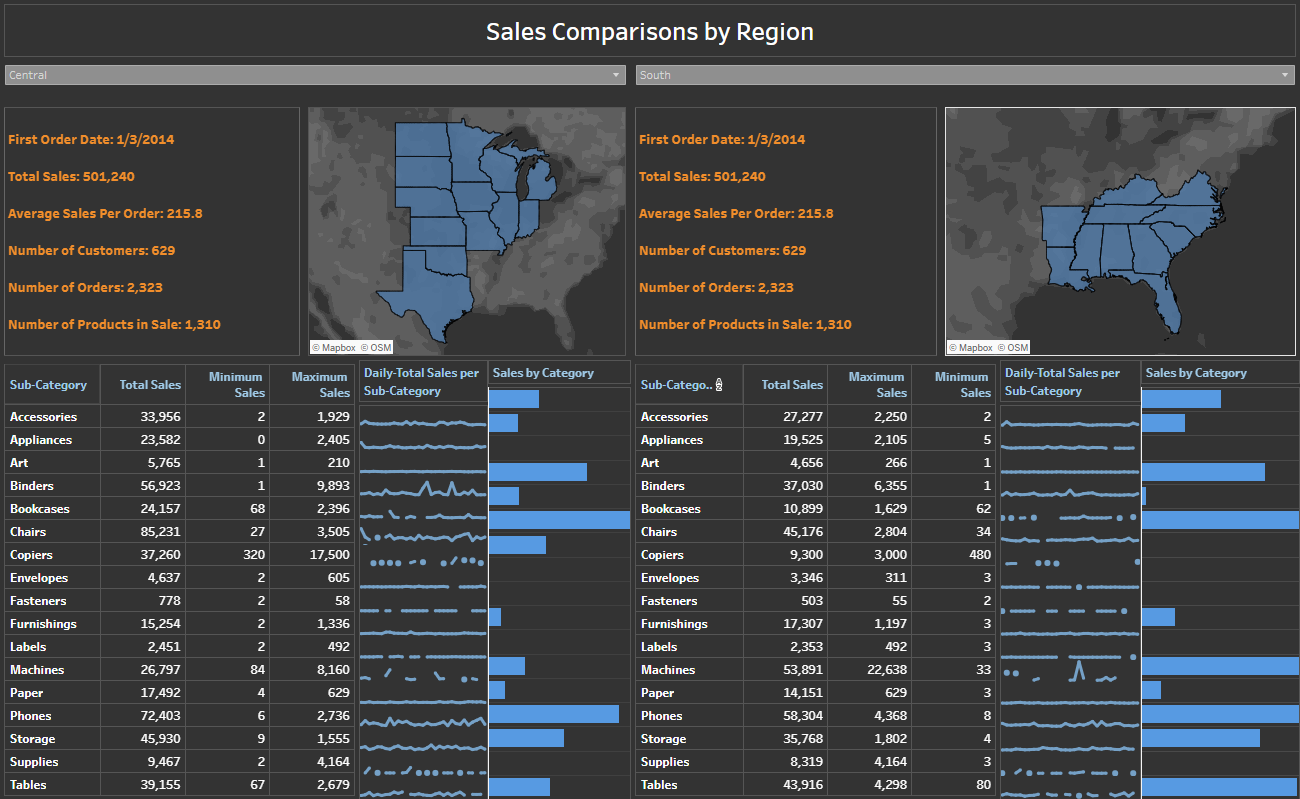 Sales Comparisons by Region
Central
South
First Order Date: 1/3/2014
Total Sales: 501,240
Average Sales Per Order: 215.8
Number of Customers: 629
Number of Orders: 2,323
Number of Products in Sale: 1,310
© Mapbox © OSM
First Order Date: 1/3/2014
Total Sales: 501,240
Average Sales Per Order: 215.8
Number of Customers: 629
Number of Orders: 2,323
Number of Products in Sale: 1,310
© Mapbox © OSM
Sub-Category Total Sales Minimum Sales Maximum Sales
Accessories 33,956 2 1,929
Appliances 23,582 0 2,405
Art 5,765 1 210
Binders 56,923 1 9,893
Bookcases 24,157 68 2,396
Chairs 85,231 27 3,505
Copiers 37,260 320 17,500
Envelopes 4,637 2 605
Fasteners 778 2 58
Furnishings 15,254 2 1,336
Labels 2,451 2 492
Machines 26,797 84 8,160
Paper 17,492 4 629
Phones 72,403 6 2,736
Storage 45,930 9 1,555
Supplies 9,467 2 4,164
Tables 39,155 67 2,679
Daily-Total Sales per
Sub-Category
Sales by Category
Sub-Catego.. Total Sales Maximum Sales Minimum Sales
Accessories 27,277 2,250 2
Appliances 19,525 2,105 5
Art 4,656 266 1
Binders 37,030 6,355 1
Bookcases 10,899 1,629 62
Chairs 45,176 2,804 34
Copiers 9,300 3,000 480
Envelopes 3,346 311 3
Fasteners 503 55 2
Furnishings 17,307 1,197 3
Labels 2,353 492 3
Machines 53,891 22,638 33
Paper 14,151 629 3
Phones 58,304 4,368 8
Storage 35,768 1,802 4
Supplies 8,319 4,164 3
Tables 43,916 4,298 80
Daily-Total Sales per
Sub-Category
Sales by Category